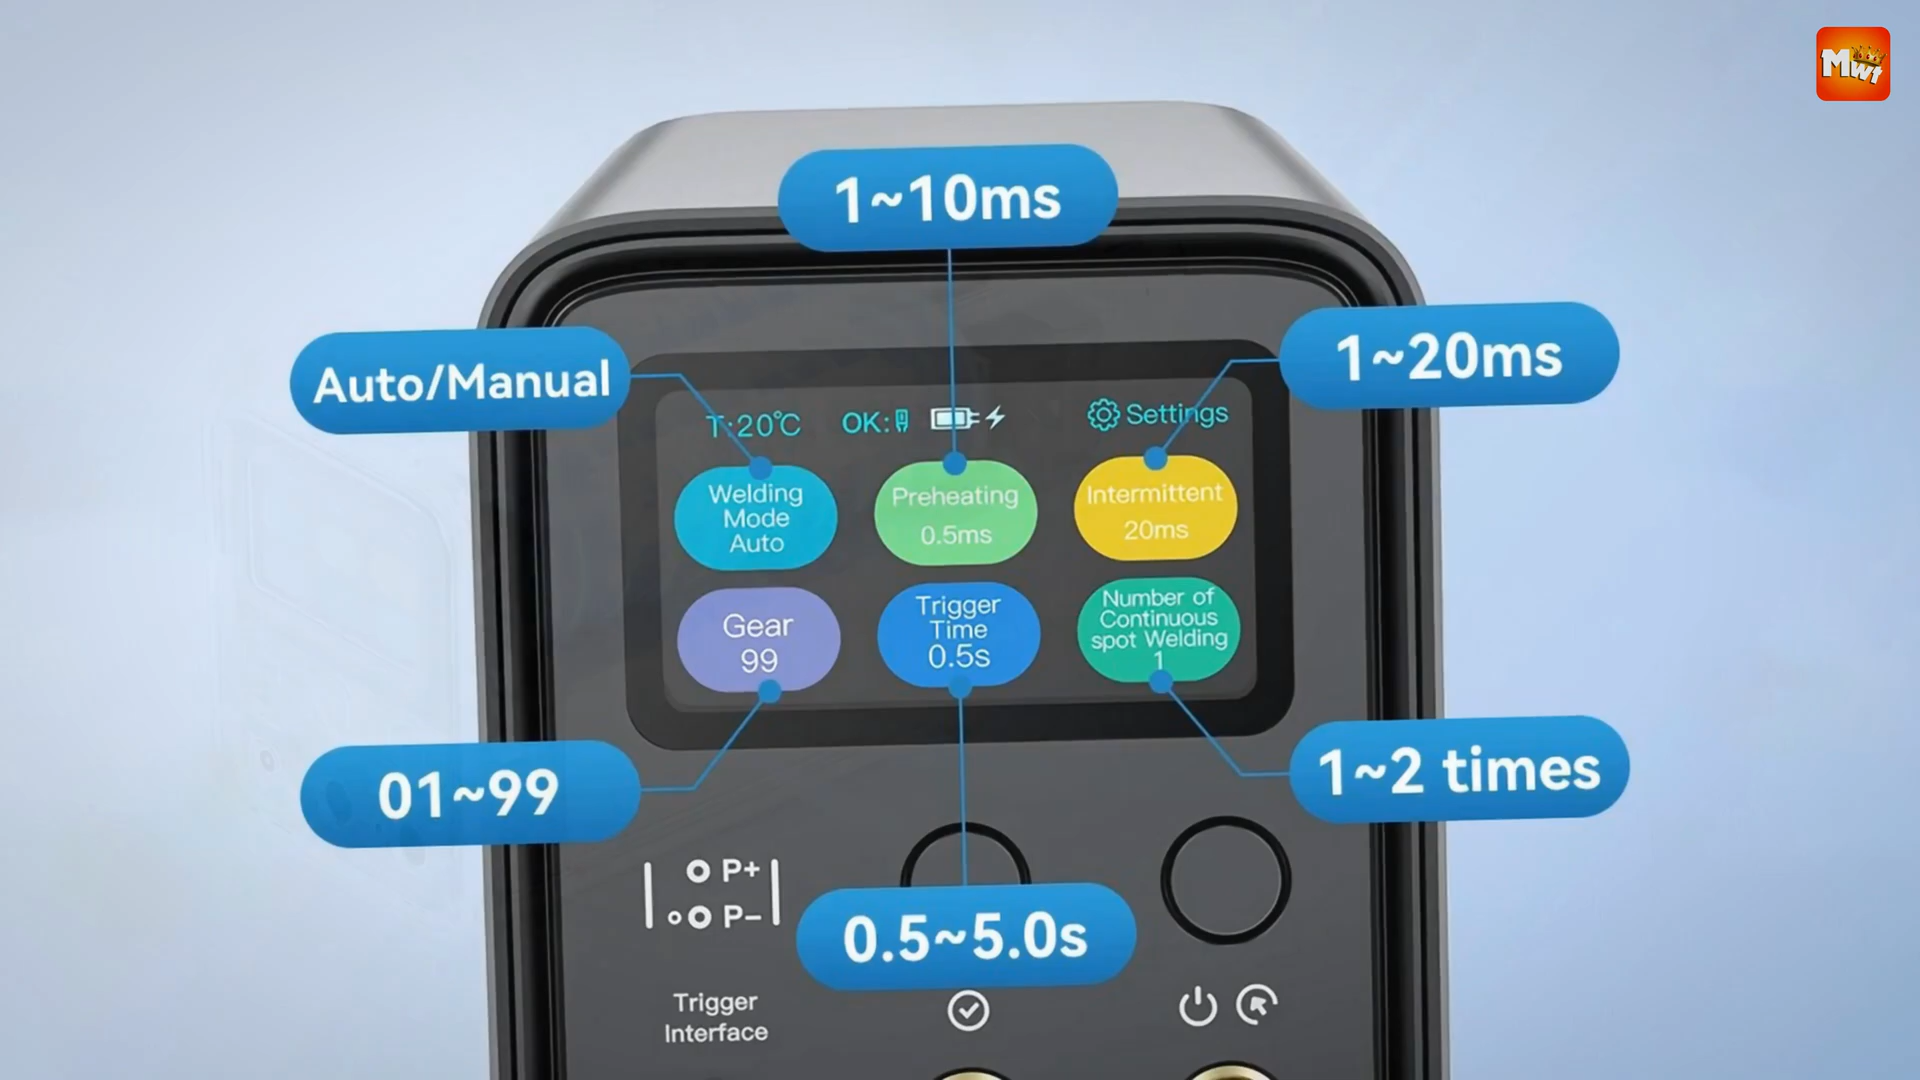 Mwt
1~10ms
Auto/Manual
1~20ms
T:20℃
OK:
Settings
Welding
Mode
Auto
Preheating
0.5ms
Intermittent
20ms
Gear
99
Trigger
Time
0.5s
Number of
Continuous
spot Welding
1
01~99
1~2 times
P+
P−
0.5~5.0s
Trigger
Interface